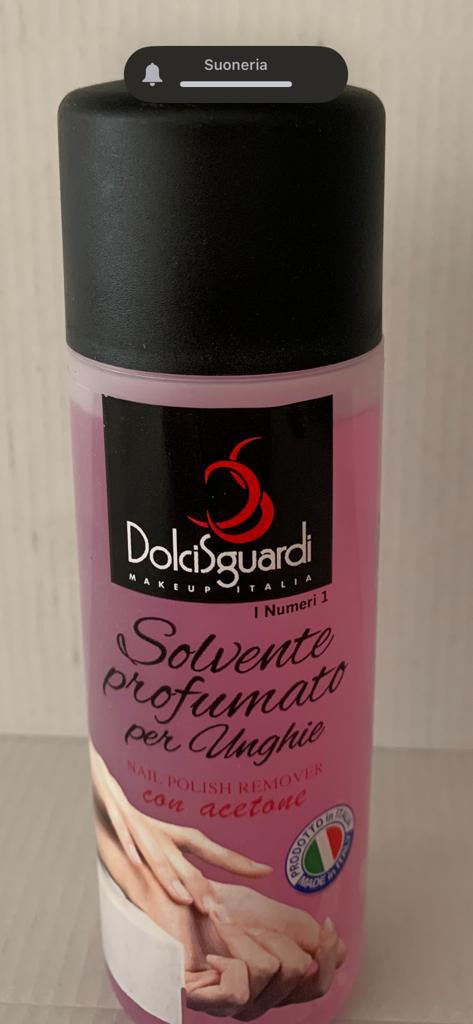 Suoneria
DolciSguardi
MAKEUP ITALIA
I Numeri 1
Solvente
profumato
per Unghie
NAIL POLISH REMOVER
con acetone
PRODOTTO in ITALIA
MADE in ITALY